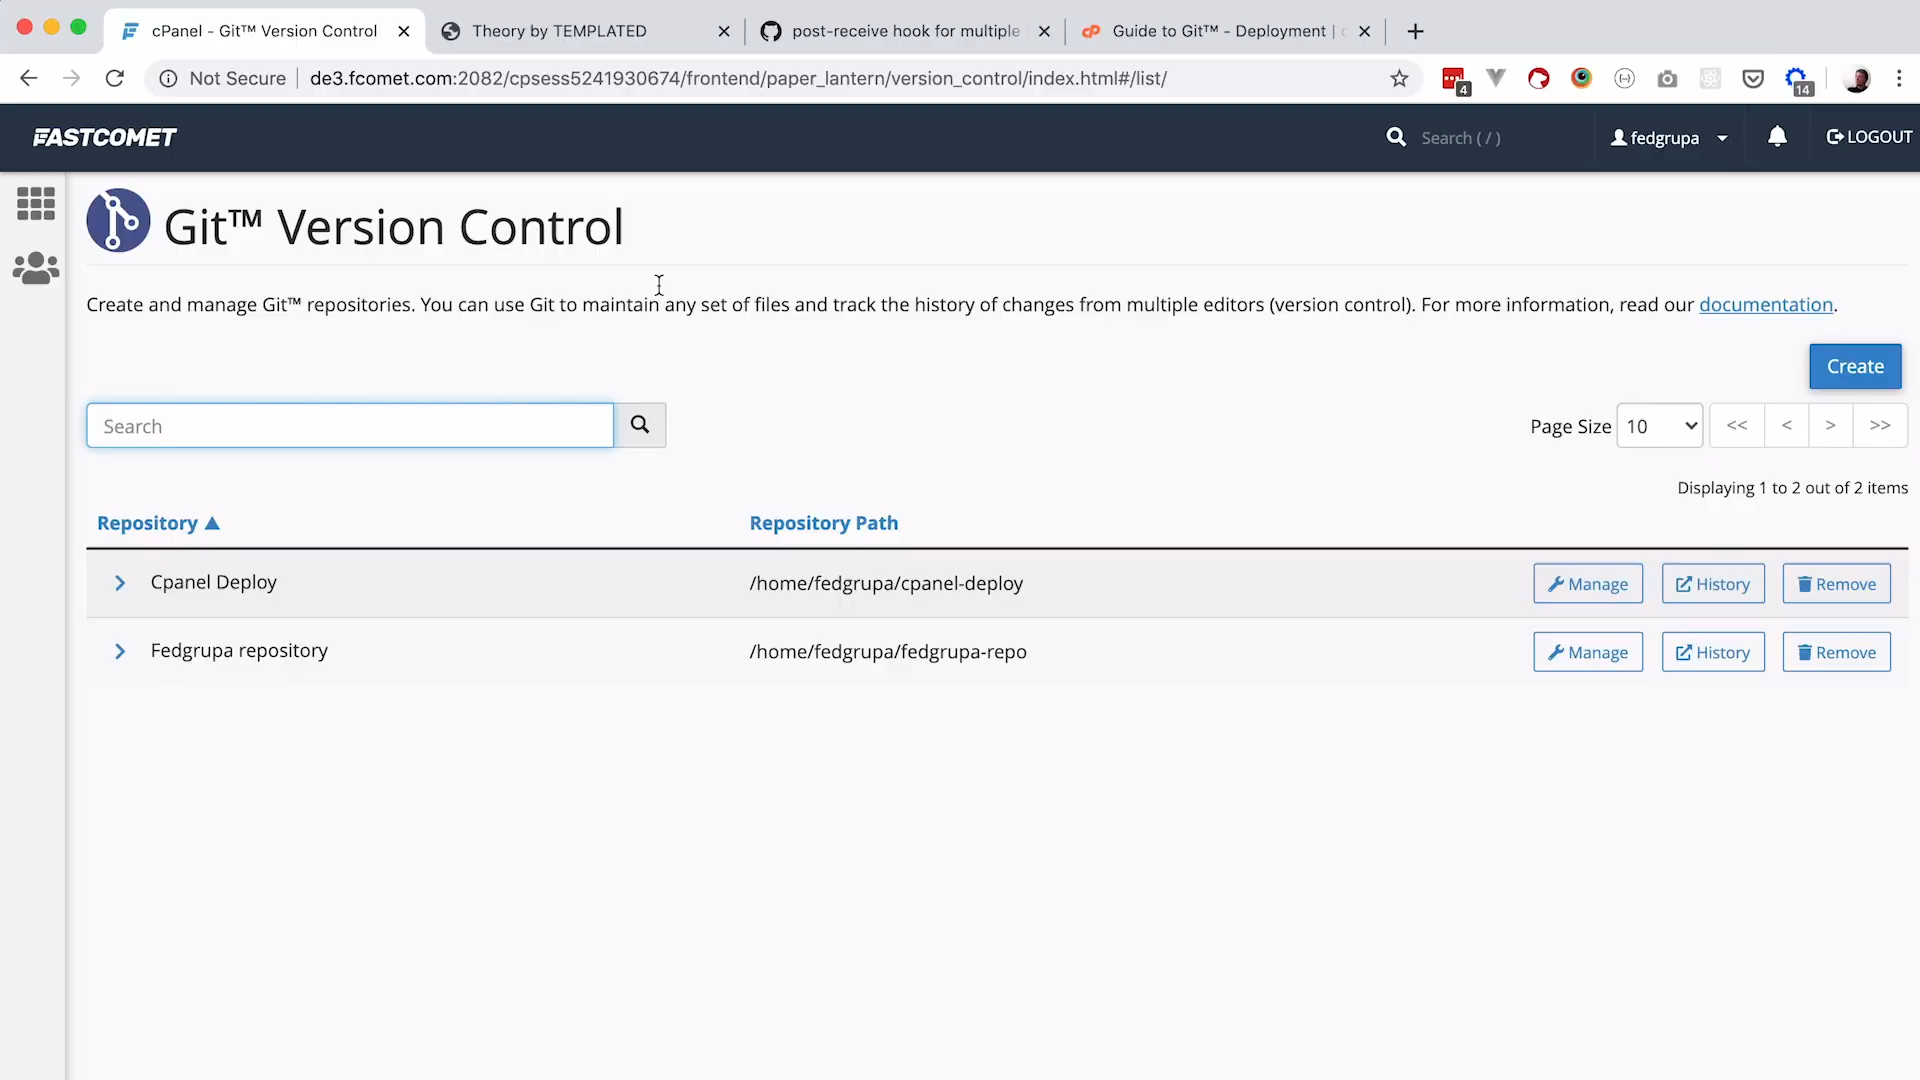 cPanel - Git™ Version Control
Theory by TEMPLATED
post-receive hook for multiple
Guide to Git™ - Deployment |
Not Secure
de3.fcomet.com:2082/cpsess5241930674/frontend/paper_lantern/version_control/index.html#/list/
4
14
FASTCOMET
Search ( / )
fedgrupa
LOGOUT
Git™ Version Control
Create and manage Git™ repositories. You can use Git to maintain any set of files and track the history of changes from multiple editors (version control). For more information, read our documentation.
Create
Search
Page Size 10 << < > >>
Displaying 1 to 2 out of 2 items
Repository ▲ Repository Path
Cpanel Deploy /home/fedgrupa/cpanel-deploy Manage History Remove
Fedgrupa repository /home/fedgrupa/fedgrupa-repo Manage History Remove